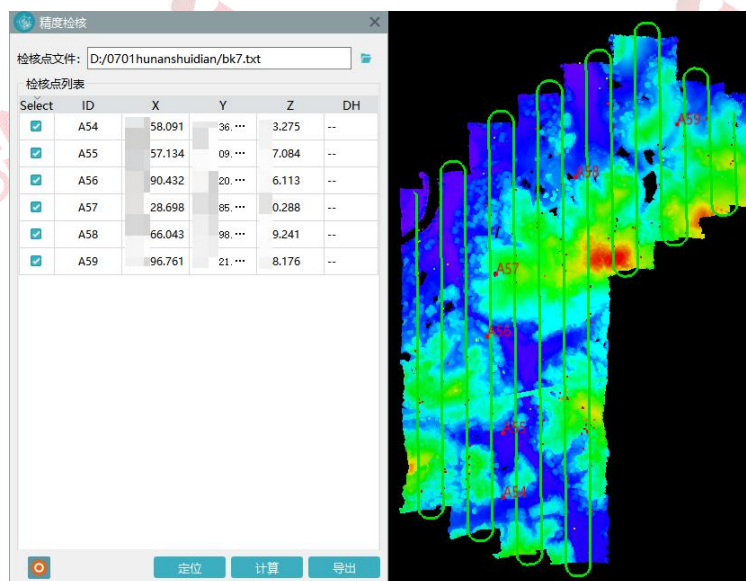 精度检核
检核点文件: D:/0701hunanshuidian/bk7.txt
检核点列表
Select ID X Y Z DH
A54 58.091 36. ··· 3.275 --
A55 57.134 09. ··· 7.084 --
A56 90.432 20. ··· 6.113 --
A57 28.698 85. ··· 0.288 --
A58 66.043 98. ··· 9.241 --
A59 96.761 21. ··· 8.176 --
定位 计算 导出
A59
A58
A57
A56
A55
A54